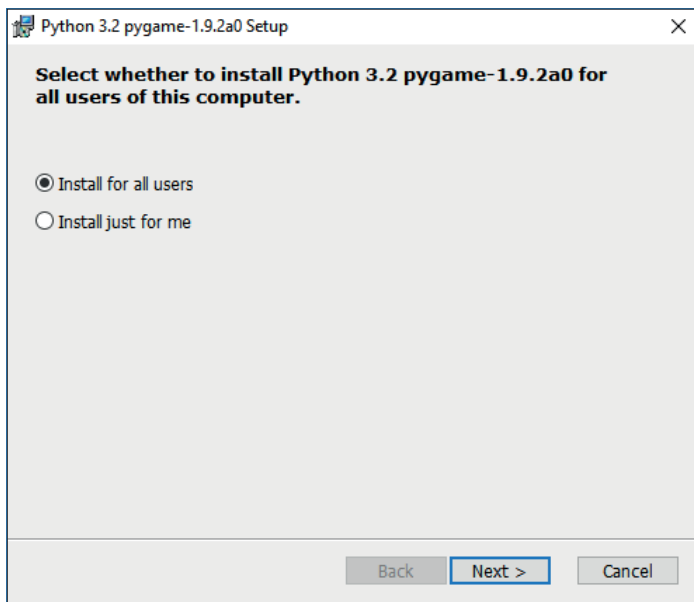 Python 3.2 pygame-1.9.2a0 Setup
Select whether to install Python 3.2 pygame-1.9.2a0 for
all users of this computer.
Install for all users
Install just for me
Back Next > Cancel